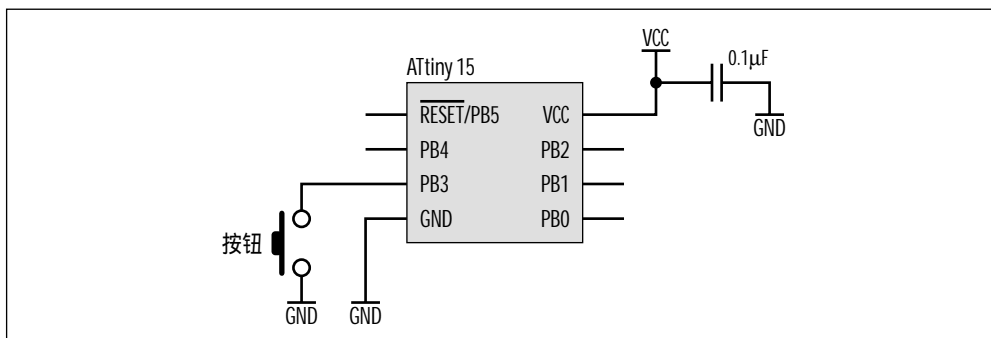 VCC
0.1μF
ATtiny 15
GND
RESET/PB5 VCC
PB4 PB2
PB3 PB1
GND PB0
按钮
GND GND